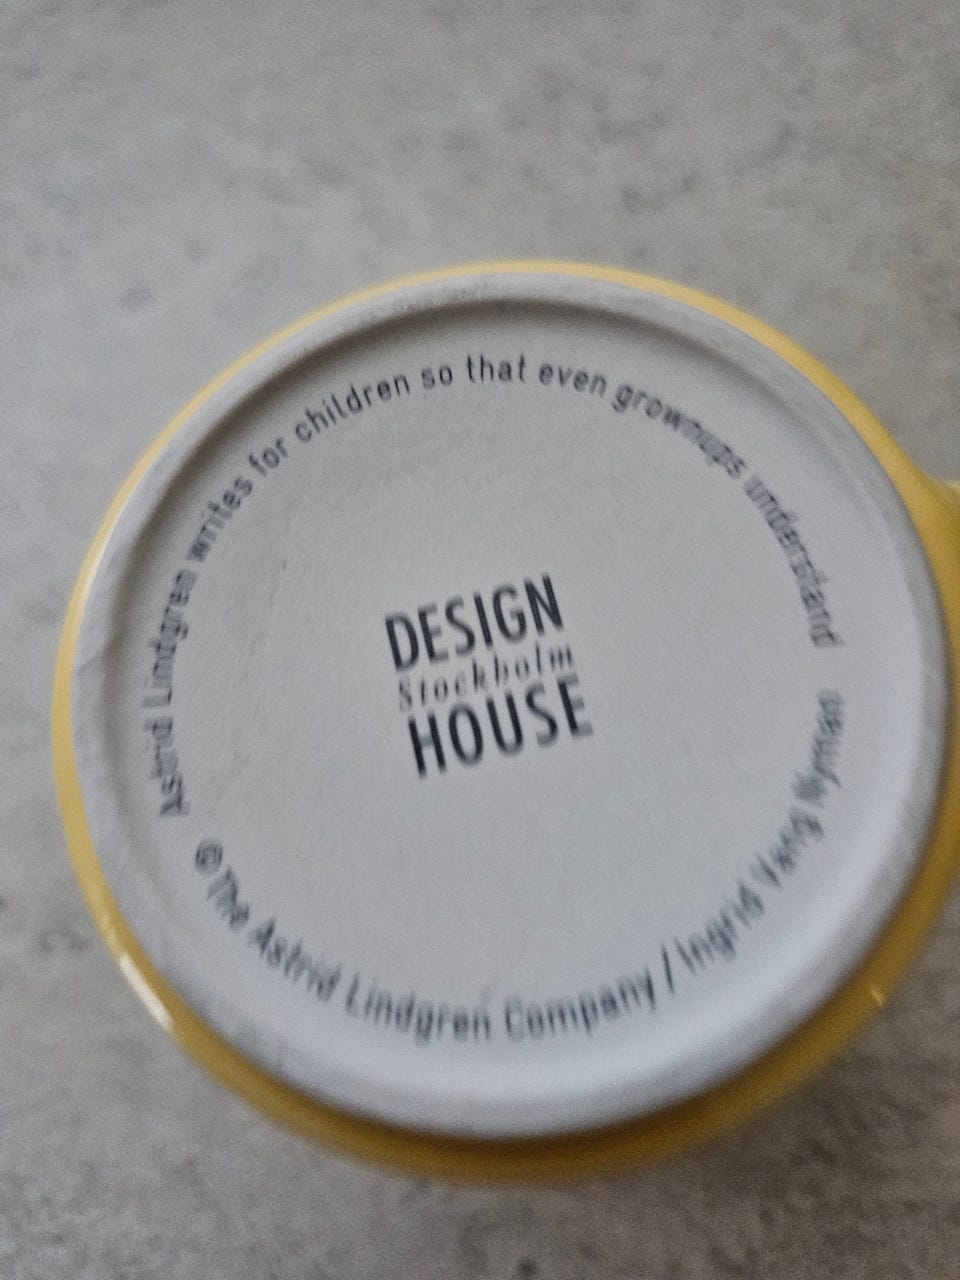 Astrid Lindgren writes for children so that even grownups understand
DESIGN
Stockholm
HOUSE
© The Astrid Lindgren Company / Ingrid Vang Nyman